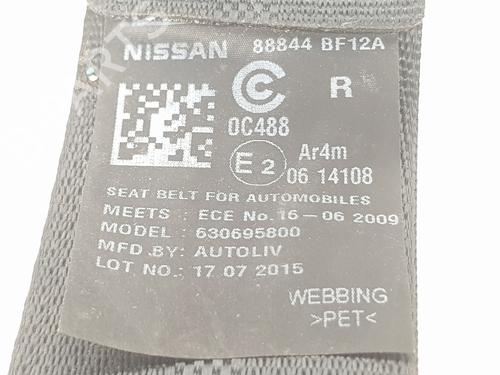 NISSAN 88844 BF12A
C R
0C488
E2 Ar4m
06 14108
SEAT BELT FOR AUTOMOBILES
MEETS : ECE No.16-06 2009
MODEL : 630695800
MFD BY: AUTOLIV
LOT NO.: 17 07 2015
WEBBING
>PET<